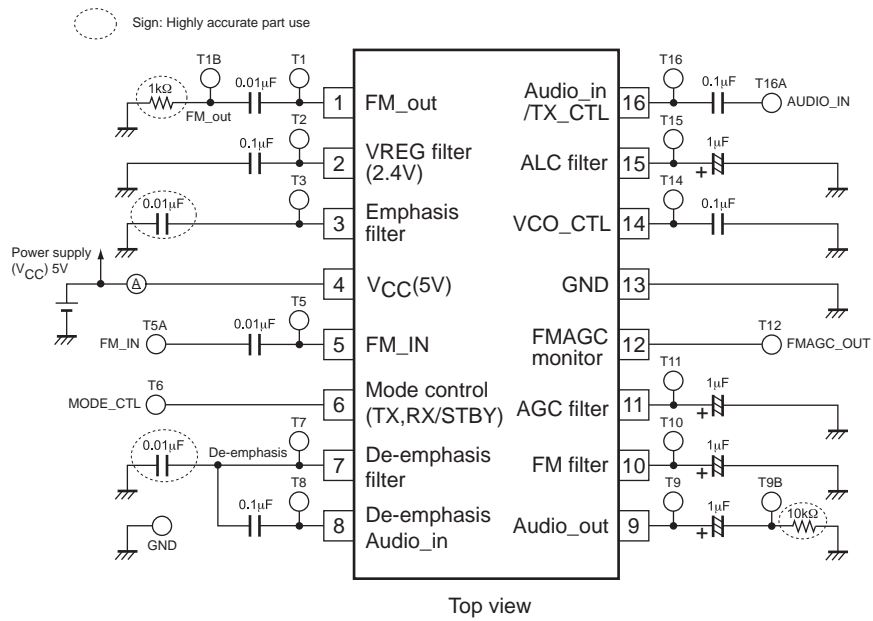 Sign: Highly accurate part use
T1B
T1
0.01μF
1kΩ
FM_out
1
FM_out
T2
0.1μF
2
VREG filter
(2.4V)
T3
0.01μF
3
Emphasis
filter
Power supply
(VCC) 5V
A
4
VCC(5V)
T5A
T5
0.01μF
FM_IN
5
FM_IN
T6
MODE_CTL
6
Mode control
(TX,RX/STBY)
T7
0.01μF
De-emphasis
7
De-emphasis
filter
T8
0.1μF
8
De-emphasis
Audio_in
GND
T16
0.1μF
T16A
AUDIO_IN
16
Audio_in
/TX_CTL
T15
1μF
+
15
ALC filter
T14
0.1μF
14
VCO_CTL
13
GND
T12
FMAGC_OUT
12
FMAGC
monitor
T11
1μF
+
11
AGC filter
T10
1μF
+
10
FM filter
T9
1μF
T9B
10kΩ
+
9
Audio_out
Top view